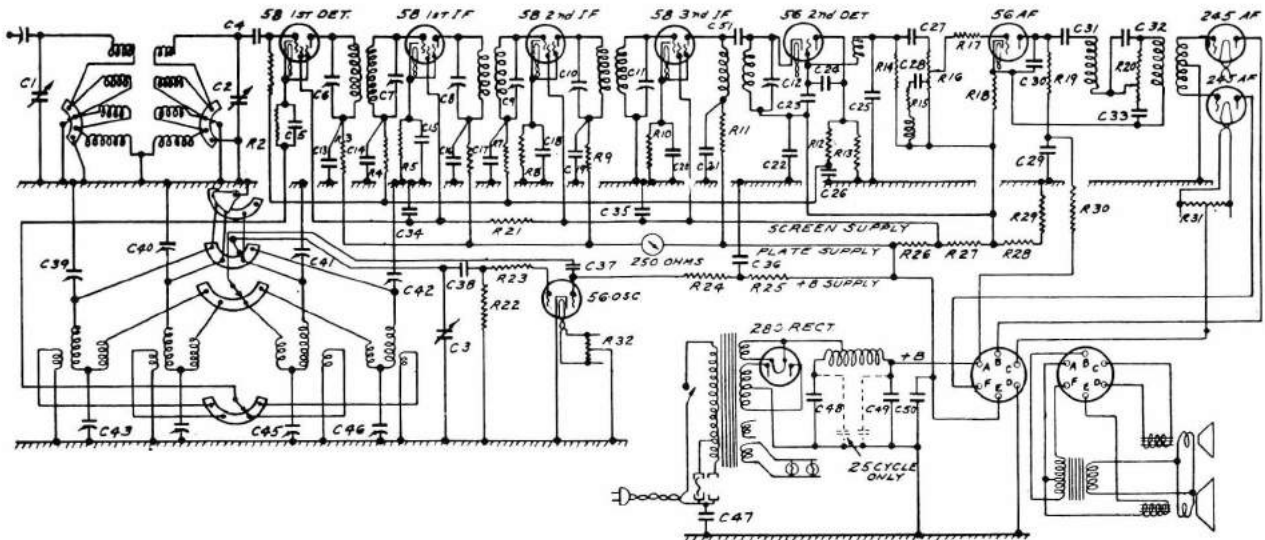 58 1ST DET.
58 1ST IF
58 2nd IF
58 3rd IF
56 2nd DET
56 AF
245 AF
245 AF
C4
C51
C27
C31
C32
R17
C1
C2
R2
C5
C6
R3
C7
C8
C9
C10
C11
C12
C24
C23
C25
R14
C28
R16
R15
R18
C30
R19
R20
C33
C13
C14
R4
R5
C15
C16
C17
R7
R8
C18
C19
R9
R10
C20
C21
R11
C22
R12
R13
C26
C29
R30
R31
C34
R21
C35
SCREEN SUPPLY
PLATE SUPPLY
250 OHMS
C36
R29
R26
R27
R28
C39
C40
C41
C42
C38
R23
C37
R24
R25
+B SUPPLY
56 OSC.
R22
C3
R32
280 RECT.
+B
C48
C49
C50
25 CYCLE
ONLY
A B C
F E D
A B C
F E D
C43
C45
C46
C47